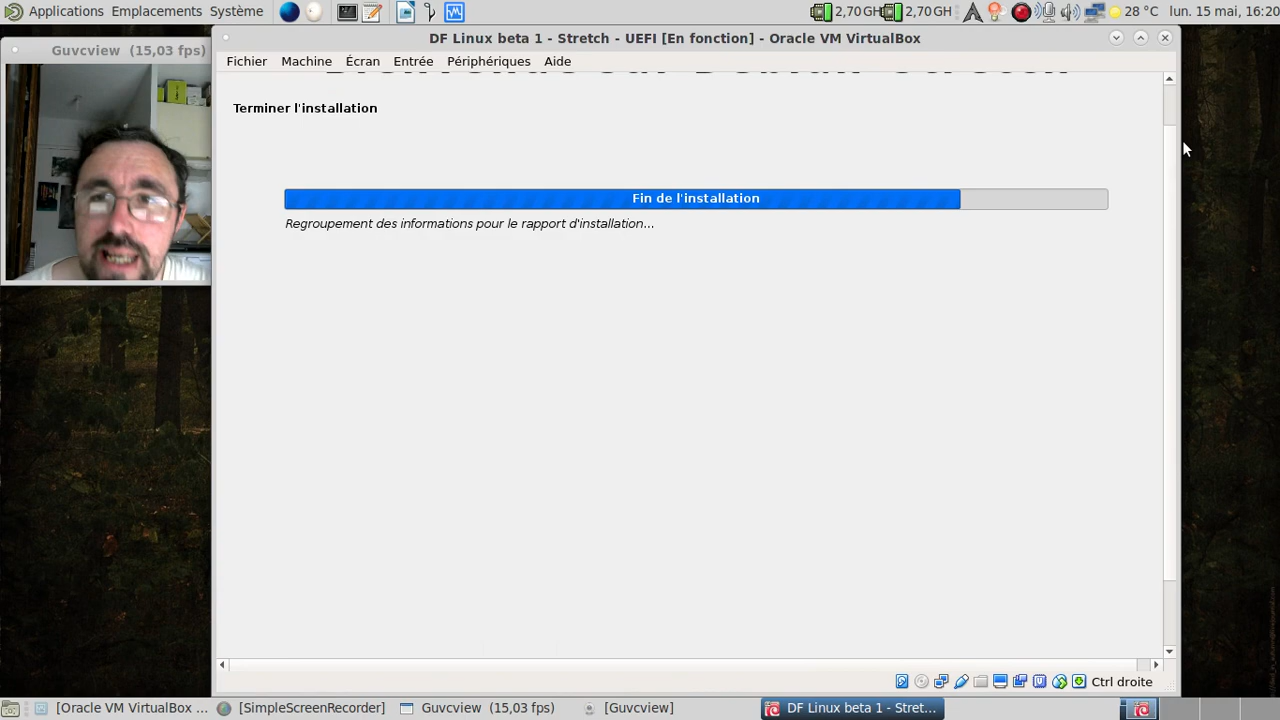 Applications Emplacements Système 2,70 GH 2,70 GH 28 °C lun. 15 mai, 16:20
Guvcview (15,03 fps)
DF Linux beta 1 - Stretch - UEFI [En fonction] - Oracle VM VirtualBox
Fichier Machine Écran Entrée Périphériques Aide
Terminer l'installation
Fin de l'installation
Regroupement des informations pour le rapport d'installation...
Ctrl droite
[Oracle VM VirtualBox ... [SimpleScreenRecorder] Guvcview (15,03 fps) [Guvcview] DF Linux beta 1 - Stret...